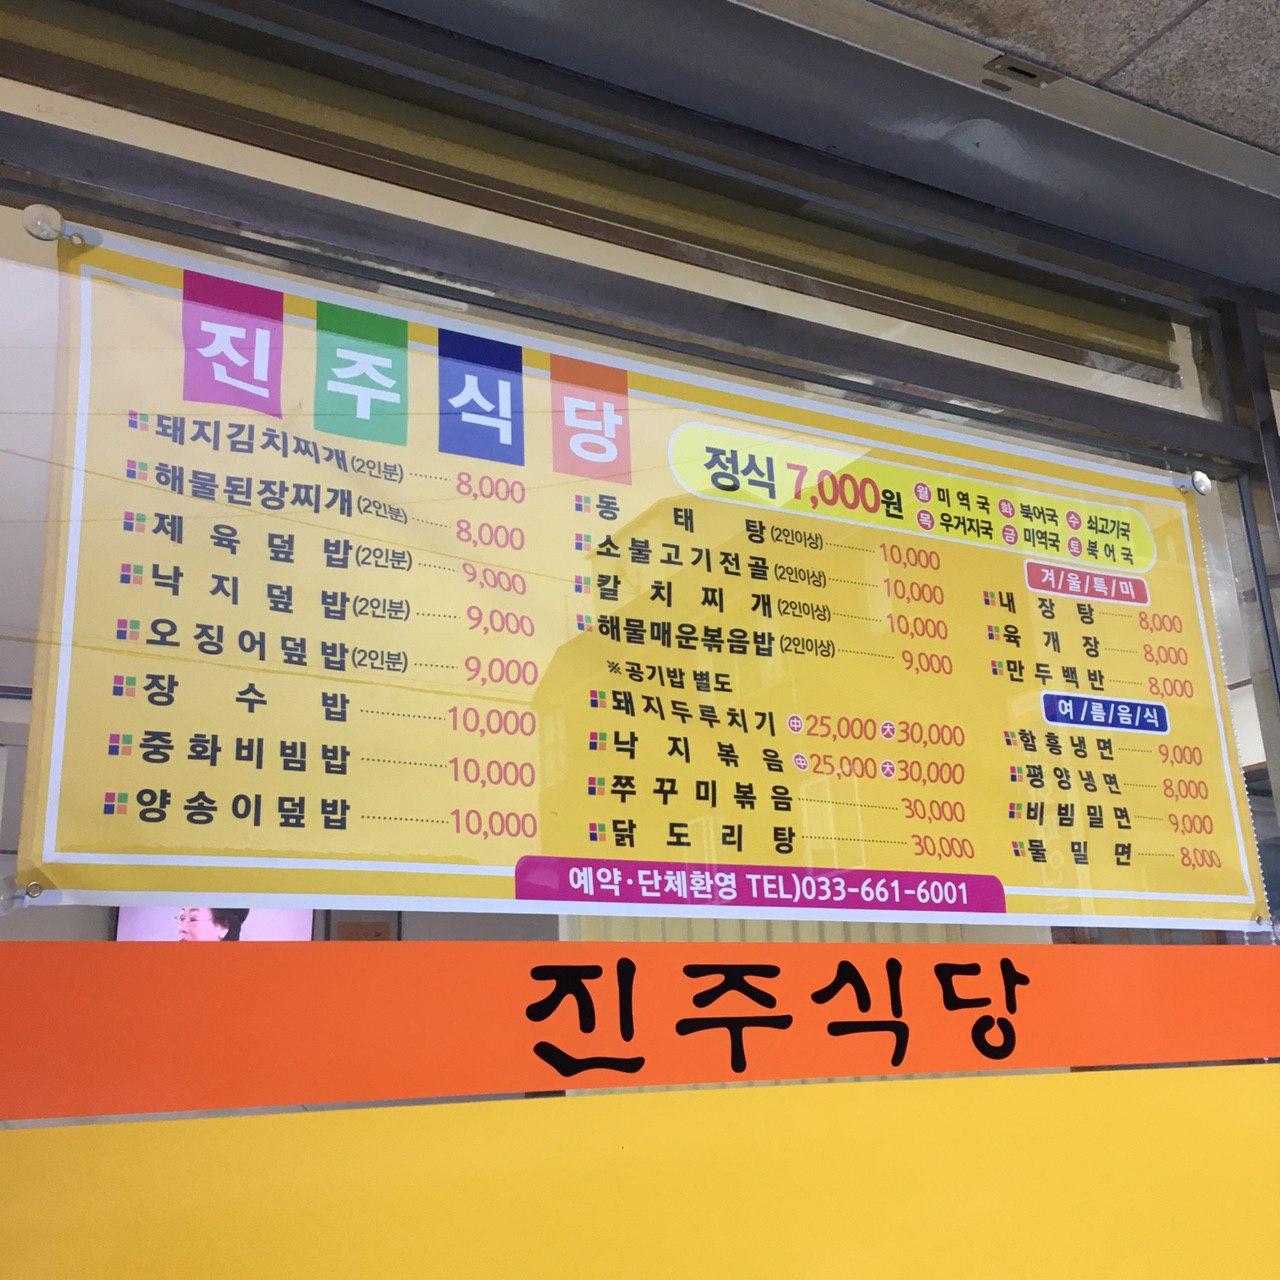 진주식당
돼지김치찌개(2인분) 8,000
해물된장찌개(2인분) 8,000
제육덮밥(2인분) 9,000
낙지덮밥(2인분) 9,000
오징어덮밥(2인분) 9,000
장수밥 10,000
중화비빔밥 10,000
양송이덮밥 10,000
정식 7,000원
월 미역국 화 북어국 수 쇠고기국
목 우거지국 금 미역국 토 북어국
동태탕(2인이상) 10,000
소불고기전골(2인이상) 10,000
칼치찌개(2인이상) 10,000
해물매운볶음밥(2인이상) 9,000
※공기밥 별도
돼지두루치기 中25,000 大30,000
낙지볶음 中25,000 大30,000
쭈꾸미볶음 30,000
닭도리탕 30,000
겨/울/특/미
내장탕 8,000
육개장 8,000
만두백반 8,000
여/름/음/식
함흥냉면 9,000
평양냉면 8,000
비빔밀면 9,000
물밀면 8,000
예약·단체환영 TEL)033-661-6001
진주식당